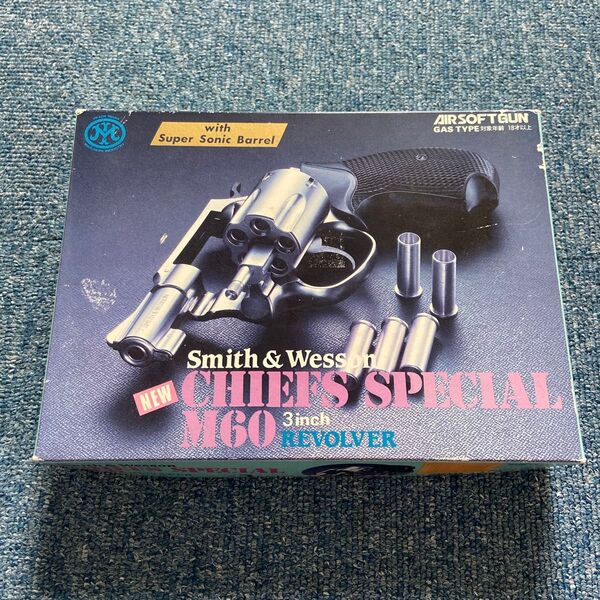 with
Super Sonic Barrel
AIRSOFTGUN
GAS TYPE 対象年齢 18才以上
Smith & Wesson
NEW
CHIEFS SPECIAL
M60 3inch
REVOLVER
SPECIAL